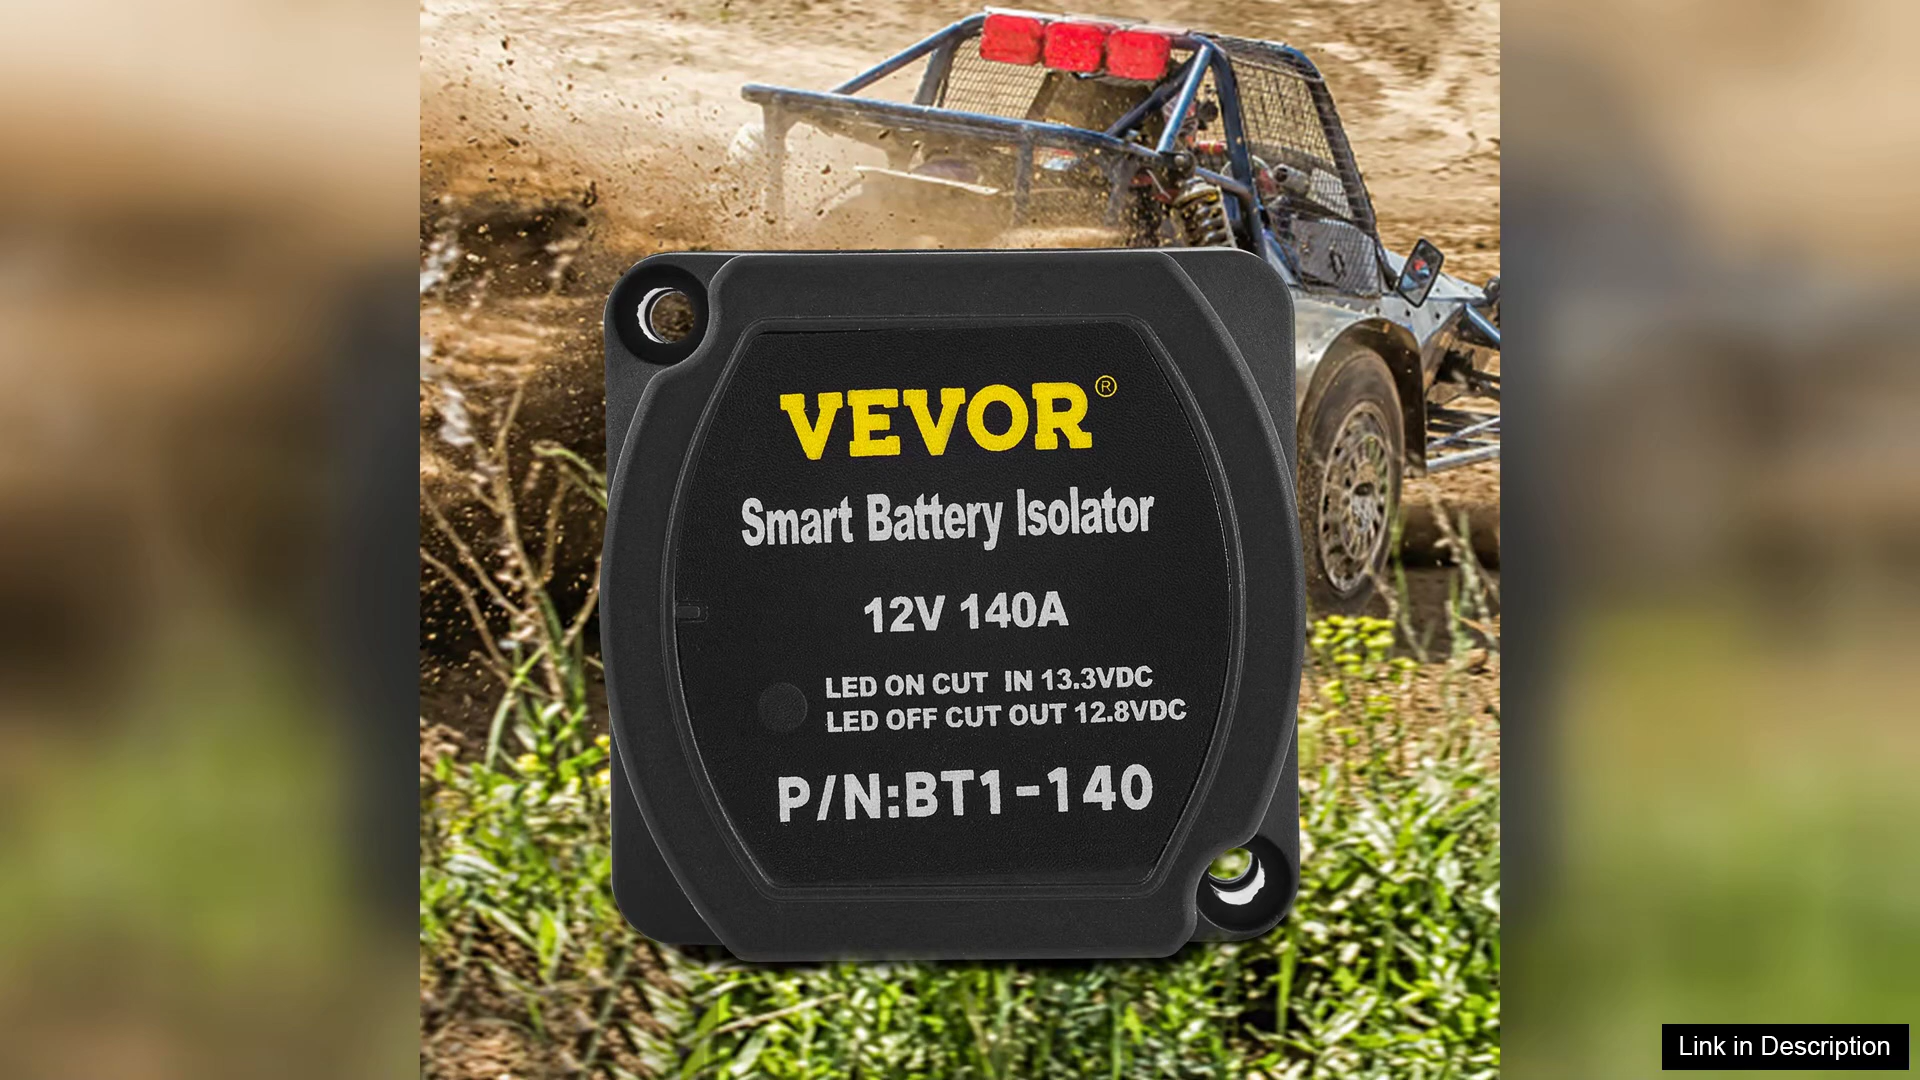 VEVOR®
Smart Battery Isolator
12V 140A
LED ON CUT IN 13.3VDC
LED OFF CUT OUT 12.8VDC
P/N:BT1-140
Link in Description